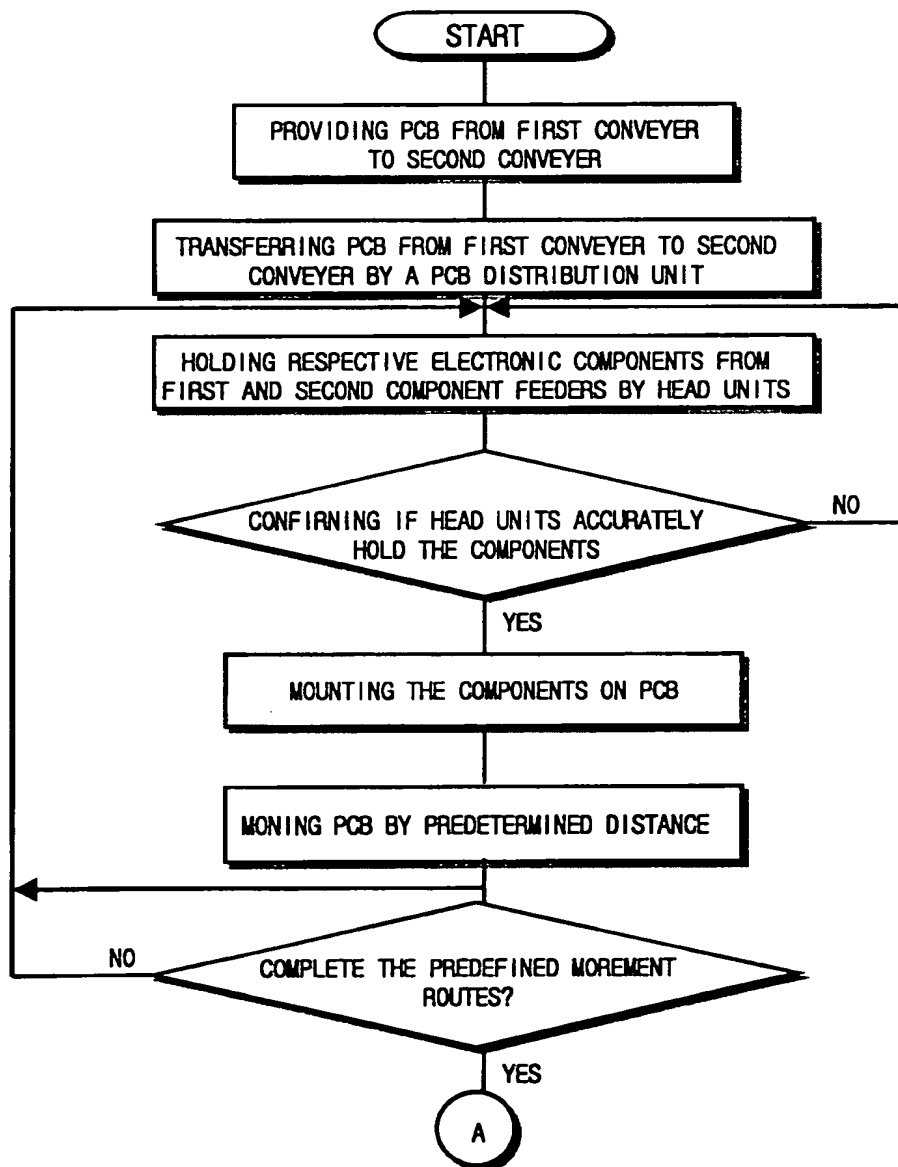 START
PROVIDING PCB FROM FIRST CONVEYER
TO SECOND CONVEYER
TRANSFERRING PCB FROM FIRST CONVEYER TO SECOND
CONVEYER BY A PCB DISTRIBUTION UNIT
HOLDING RESPECTIVE ELECTRONIC COMPONENTS FROM
FIRST AND SECOND COMPONENT FEEDERS BY HEAD UNITS
CONFIRNING IF HEAD UNITS ACCURATELY
HOLD THE COMPONENTS
NO
YES
MOUNTING THE COMPONENTS ON PCB
MONING PCB BY PREDETERMINED DISTANCE
NO
COMPLETE THE PREDEFINED MOREMENT
ROUTES?
YES
A